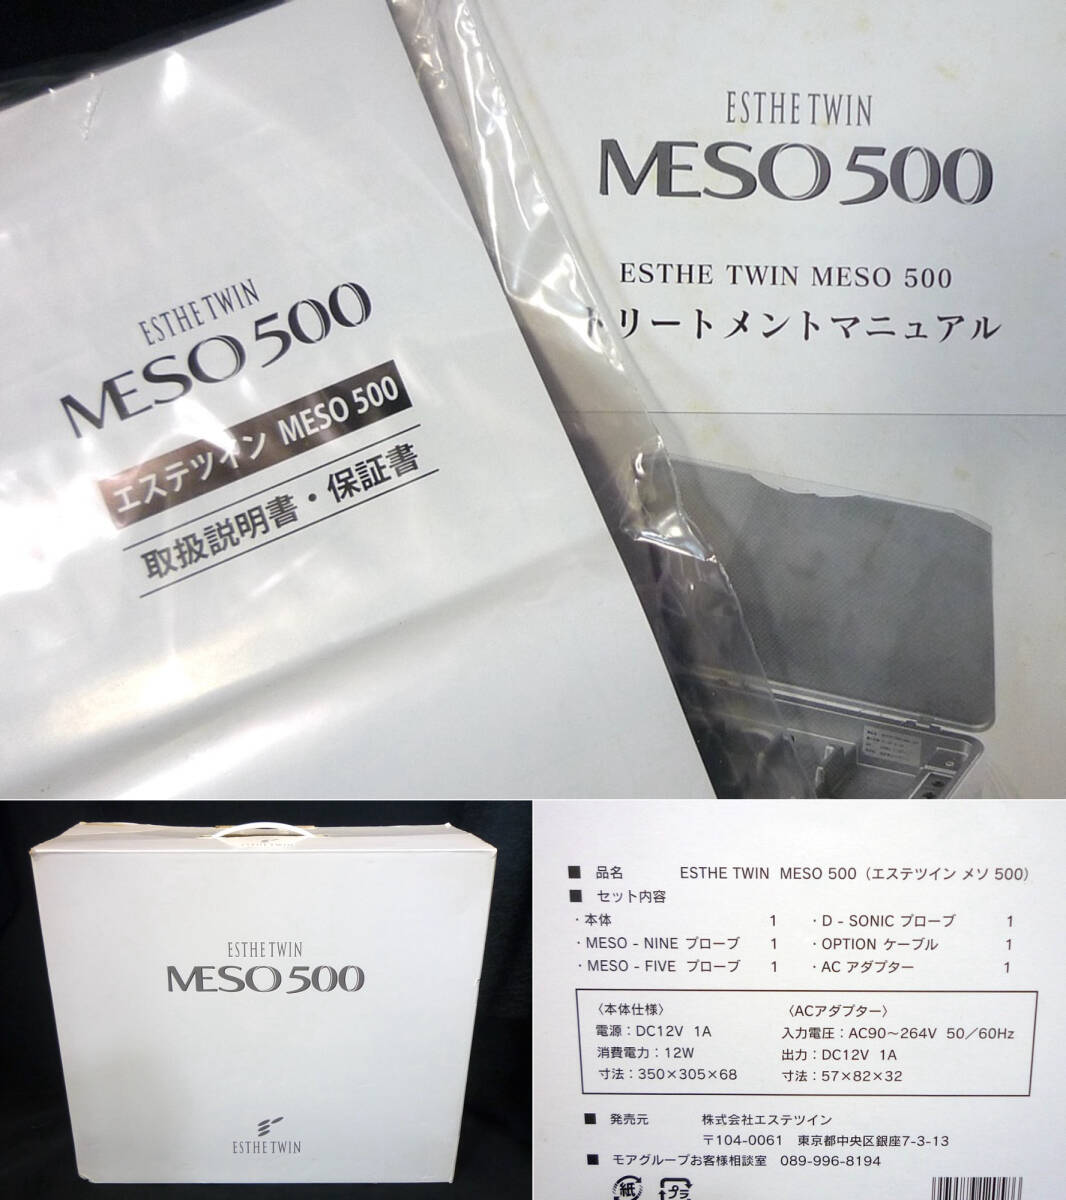 ESTHE TWIN
MESO 500
エステツイン MESO 500
取扱説明書・保証書
ESTHE TWIN
MESO 500
ESTHE TWIN MESO 500
トリートメントマニュアル
ESTHE TWIN
ESTHE TWIN
MESO 500
ESTHE TWIN
■ 品名 ESTHE TWIN MESO 500（エステツイン メソ 500）
■ セット内容
・本体 1 ・D - SONIC プローブ 1
・MESO - NINE プローブ 1 ・OPTION ケーブル 1
・MESO - FIVE プローブ 1 ・AC アダプター 1
〈本体仕様〉 〈ACアダプター〉
電源：DC12V 1A 入力電圧：AC90～264V 50／60Hz
消費電力：12W 出力：DC12V 1A
寸法：350×305×68 寸法：57×82×32
■ 発売元 株式会社エステツイン
〒104-0061 東京都中央区銀座7-3-13
■ モアグループお客様相談室 089-996-8194
紙 プラ